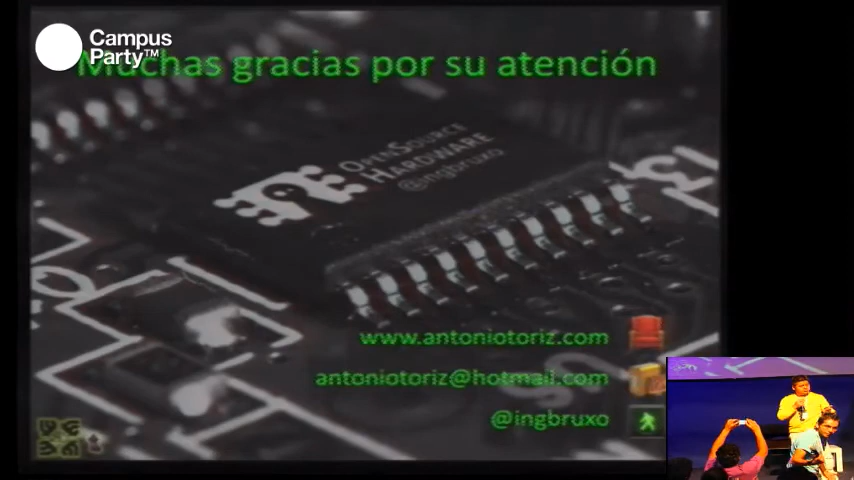 Campus
Party™
Muchas gracias por su atención
OPENSOURCE
HARDWARE
@ingbruxo
www.antoniotoriz.com
antoniotoriz@hotmail.com
@ingbruxo